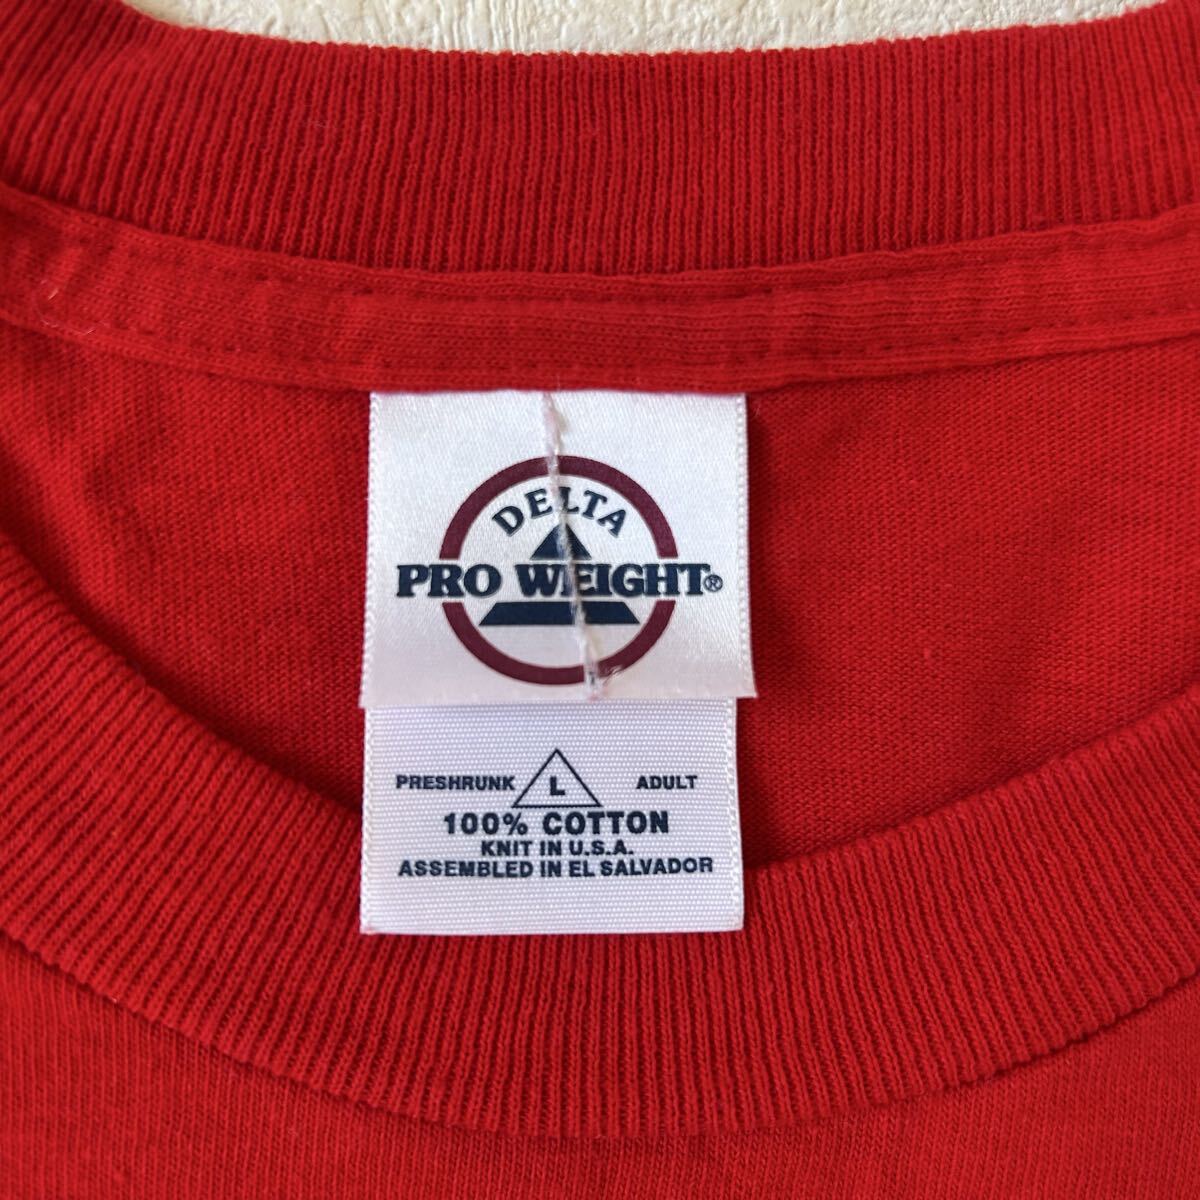 DELTA
PRO WEIGHT®
PRESHRUNK L ADULT
100% COTTON
KNIT IN U.S.A.
ASSEMBLED IN EL SALVADOR